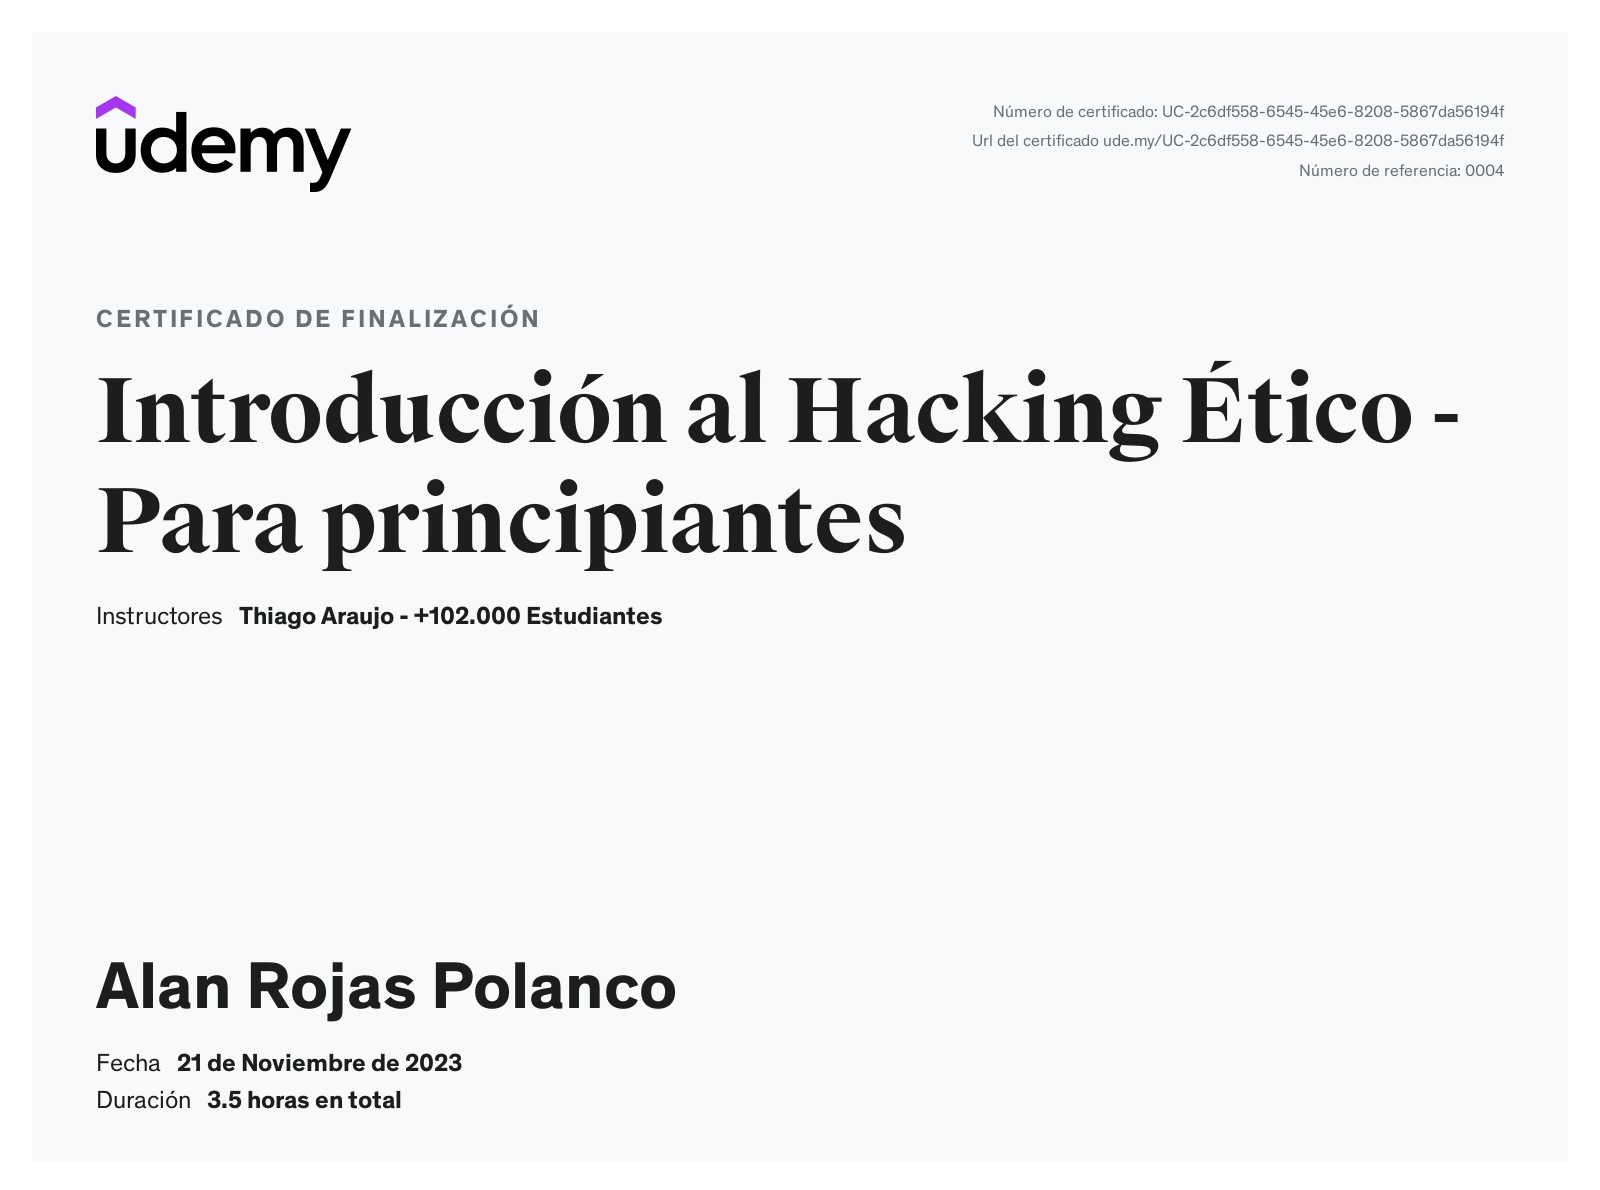 udemy
Número de certificado: UC-2c6df558-6545-45e6-8208-5867da56194f
Url del certificado ude.my/UC-2c6df558-6545-45e6-8208-5867da56194f
Número de referencia: 0004
CERTIFICADO DE FINALIZACIÓN
Introducción al Hacking Ético -
Para principiantes
Instructores Thiago Araujo - +102.000 Estudiantes
Alan Rojas Polanco
Fecha 21 de Noviembre de 2023
Duración 3.5 horas en total